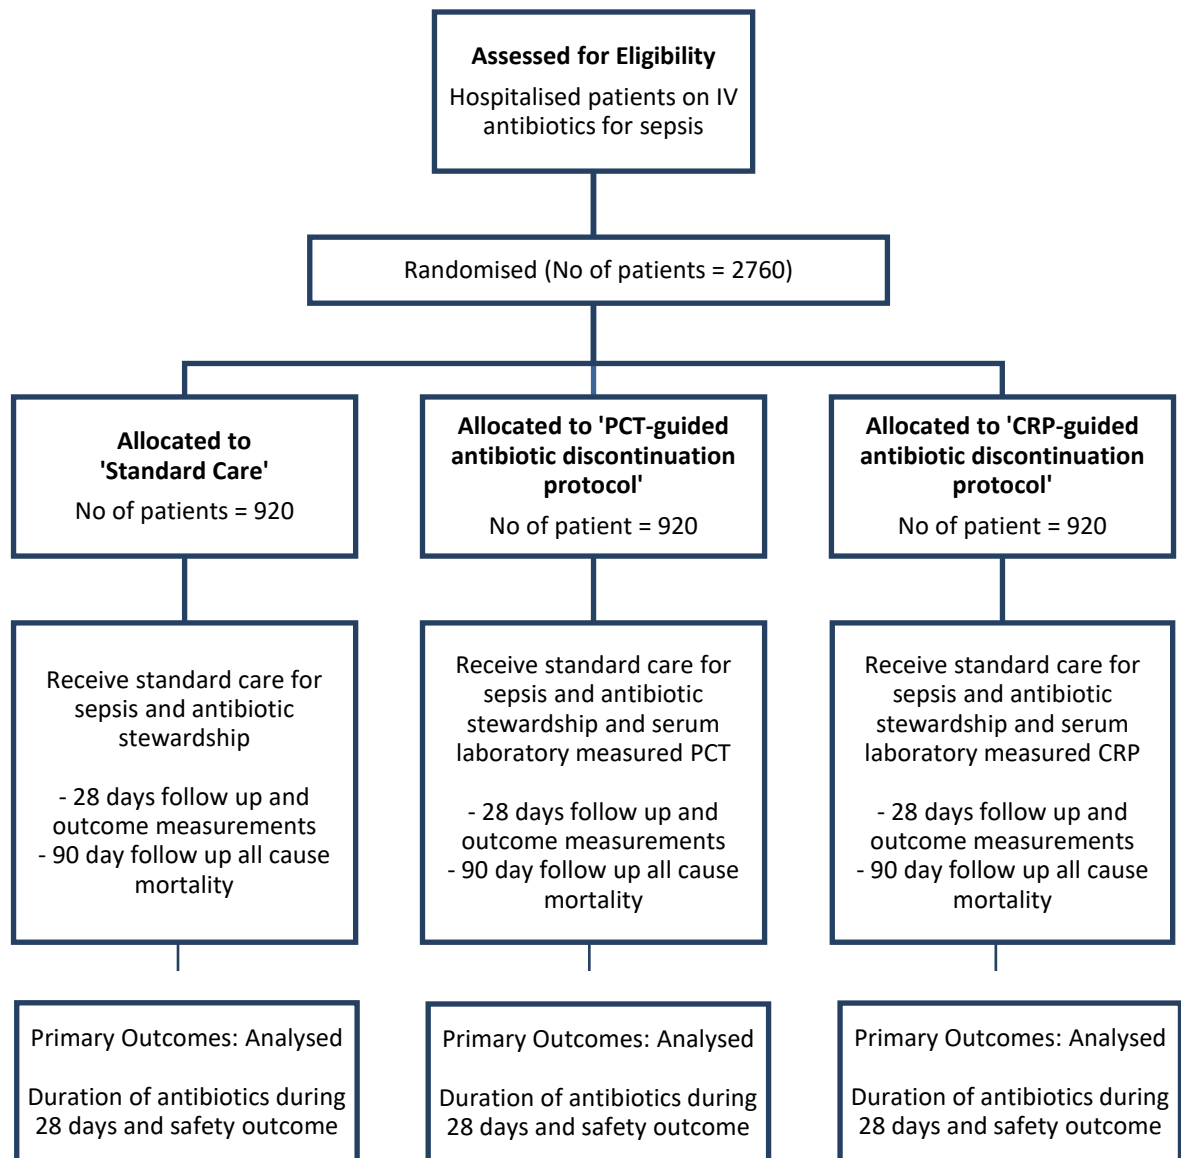 Assessed for Eligibility
Hospitalised patients on IV
antibiotics for sepsis
Randomised (No of patients = 2760)
Allocated to
'Standard Care'
No of patients = 920
Allocated to 'PCT-guided
antibiotic discontinuation
protocol'
No of patient = 920
Allocated to 'CRP-guided
antibiotic discontinuation
protocol'
No of patient = 920
Receive standard care for
sepsis and antibiotic
stewardship
- 28 days follow up and
outcome measurements
- 90 day follow up all cause
mortality
Receive standard care for
sepsis and antibiotic
stewardship and serum
laboratory measured PCT
- 28 days follow up and
outcome measurements
- 90 day follow up all cause
mortality
Receive standard care for
sepsis and antibiotic
stewardship and serum
laboratory measured CRP
- 28 days follow up and
outcome measurements
- 90 day follow up all cause
mortality
Primary Outcomes: Analysed
Duration of antibiotics during
28 days and safety outcome
Primary Outcomes: Analysed
Duration of antibiotics during
28 days and safety outcome
Primary Outcomes: Analysed
Duration of antibiotics during
28 days and safety outcome